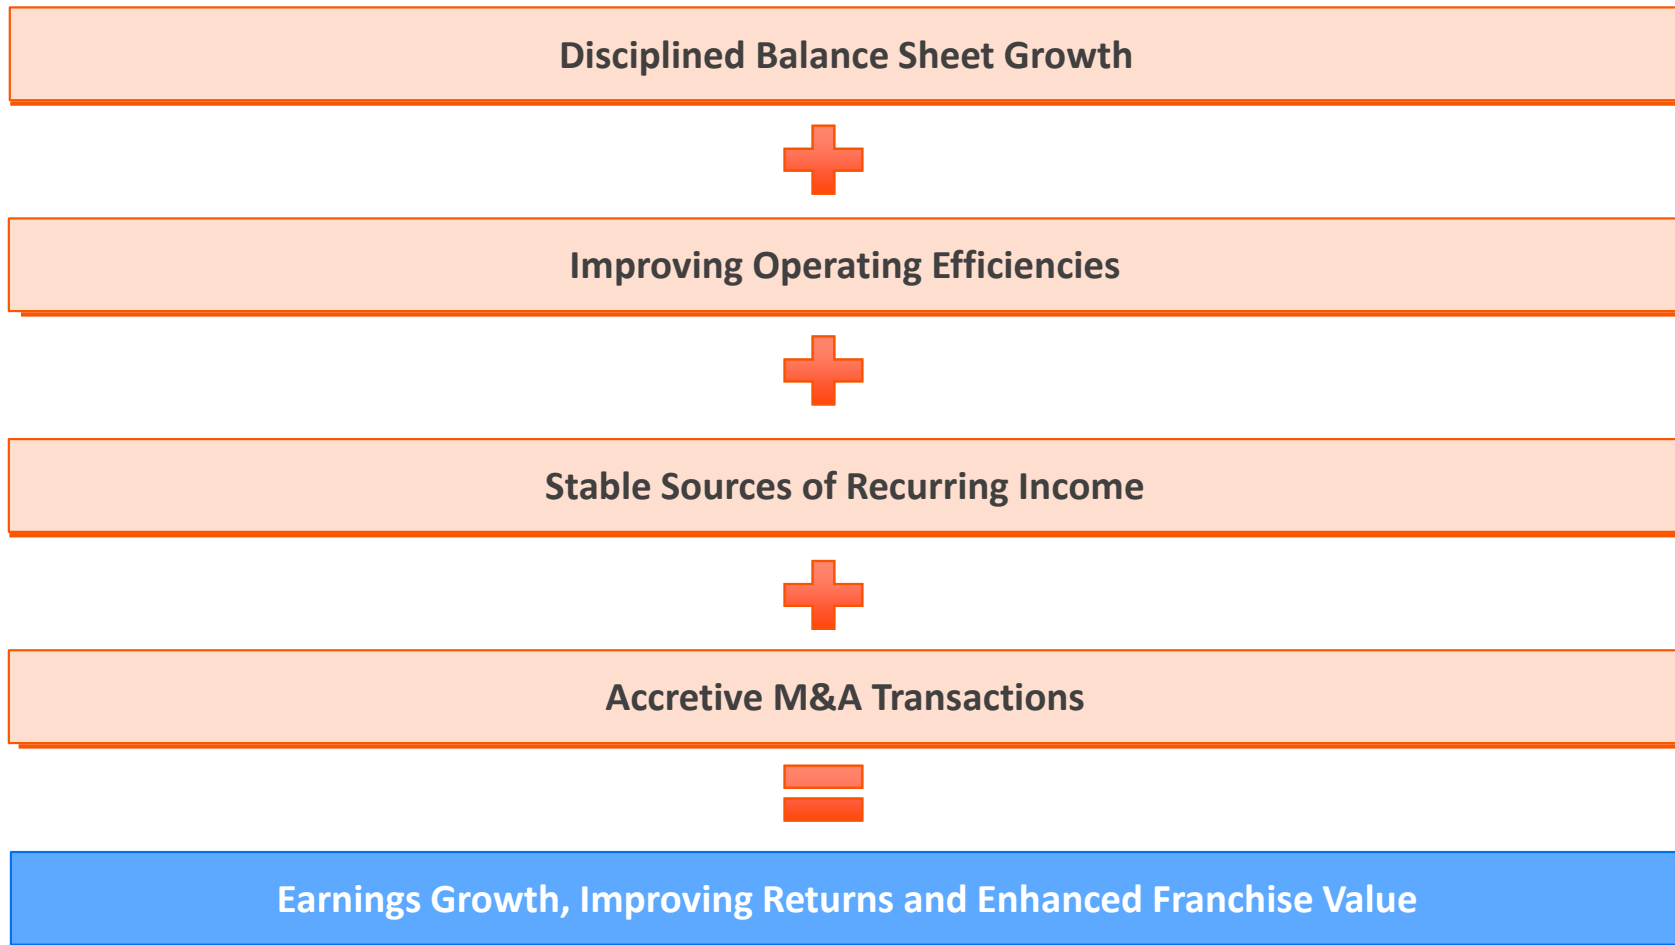 Disciplined Balance Sheet Growth
Improving Operating Efficiencies
Stable Sources of Recurring Income
Accretive M&A Transactions
Earnings Growth, Improving Returns and Enhanced Franchise Value